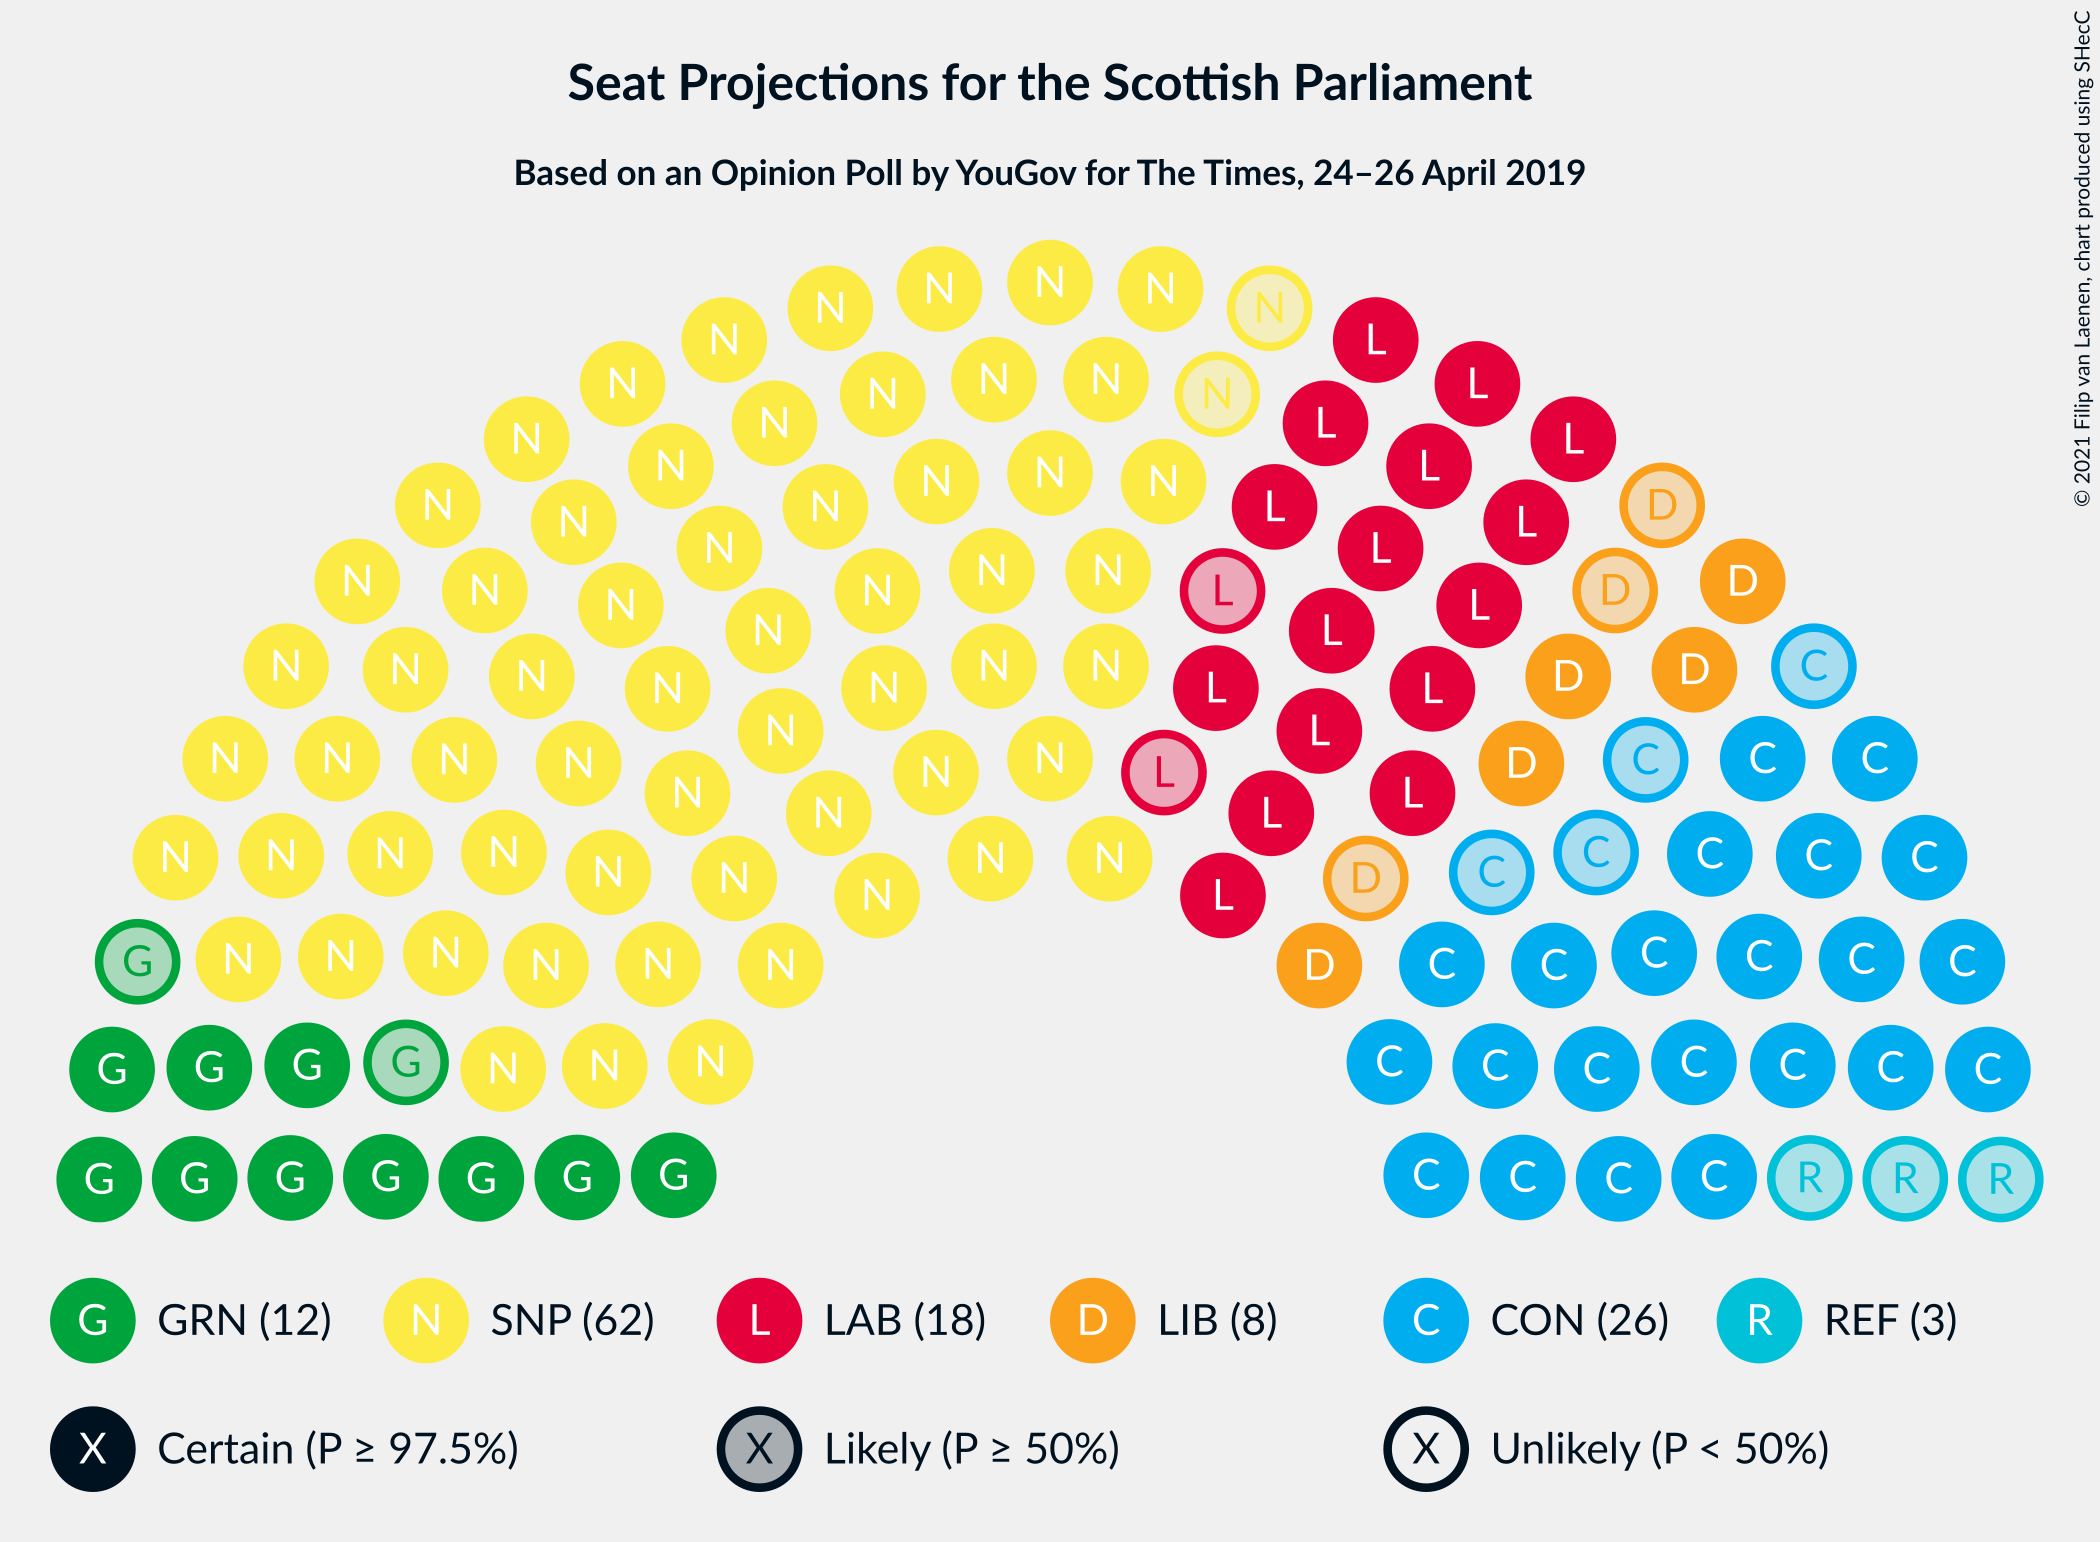 Seat Projections for the Scottish Parliament
Based on an Opinion Poll by YouGov for The Times, 24–26 April 2019
© 2021 Filip van Laenen, chart produced using SHecC
N N N N N
N N L L
N N N N N L L
N N N N N L L D
N N N N L L L
N N N N N L L D D
N N N N N L L D
N N N N N N L L D D C
N N N N N N L L D C C C
N N N N N N L L C
N N N N N N N L D C C C C C
G N N N N N N D C C C C C C
G G G G N N N C C C C C C C
G G G G G G G C C C C R R R
G GRN (12) N SNP (62) L LAB (18) D LIB (8) C CON (26) R REF (3)
X Certain (P ≥ 97.5%) X Likely (P ≥ 50%) X Unlikely (P < 50%)